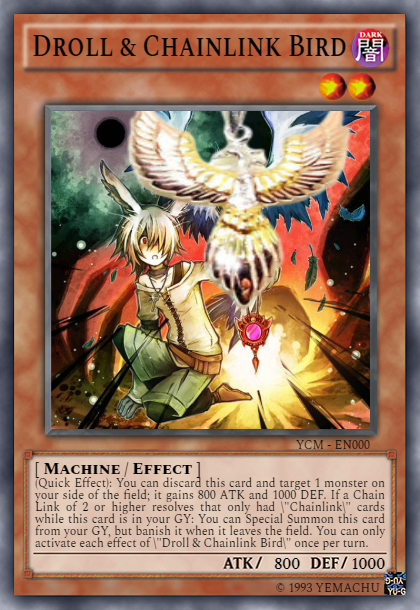 DROLL & CHAINLINK BIRD
DARK
闇
YCM - EN000
[ MACHINE / EFFECT ]
(Quick Effect): You can discard this card and target 1 monster on
your side of the field; it gains 800 ATK and 1000 DEF. If a Chain
Link of 2 or higher resolves that only had \"Chainlink\" cards
while this card is in your GY: You can Special Summon this card
from your GY, but banish it when it leaves the field. You can only
activate each effect of \"Droll & Chainlink Bird\" once per turn.
ATK/ 800 DEF/ 1000
© 1993 YEMACHU